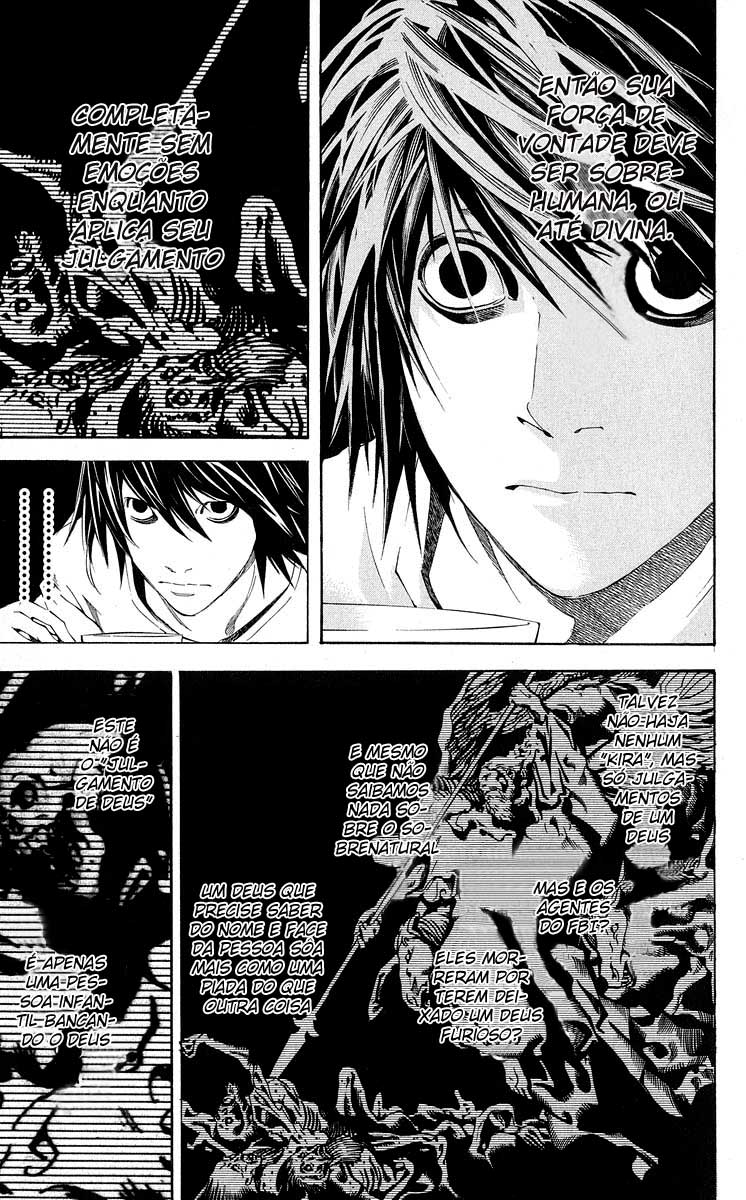 ENTÃO SUA
FORÇA DE
VONTADE DEVE
SER SOBRE-
HUMANA. OU
ATÉ DIVINA.
COMPLETA-
MENTE SEM
EMOÇÕES
ENQUANTO
APLICA SEU
JULGAMENTO
TALVEZ
NÃO HAJA
NENHUM
"KIRA", MAS
SÓ JULGA-
MENTOS
DE UM
DEUS
MAS E OS
AGENTES
DO FBI?
ELES MOR-
RERAM POR
TEREM DEI-
XADO UM DEUS
FURIOSO?
E MESMO
QUE NÃO
SAIBAMOS
NADA SO-
BRE O SO-
BRENATURAL
UM DEUS QUE
PRECISE SABER
DO NOME E FACE
DA PESSOA SÔA
MAIS COMO UMA
PIADA DO QUE
OUTRA COISA
ESTE
NÃO É
O "JUL-
GAMENTO
DE DEUS"
É APENAS
UMA PES-
SOA INFAN-
TIL BANCAN-
DO O DEUS